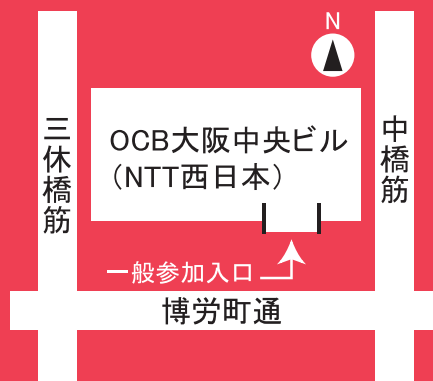 N
三休橋筋
OCB大阪中央ビル
（NTT西日本）
中橋筋
一般参加入口
博労町通